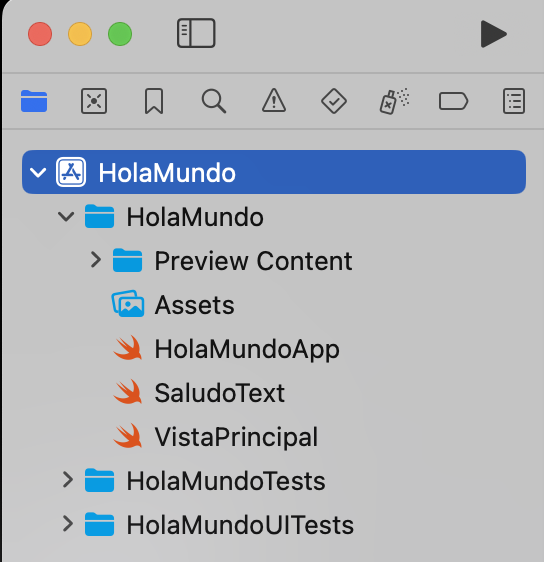 HolaMundo
HolaMundo
Preview Content
Assets
HolaMundoApp
SaludoText
VistaPrincipal
HolaMundoTests
HolaMundoUITests